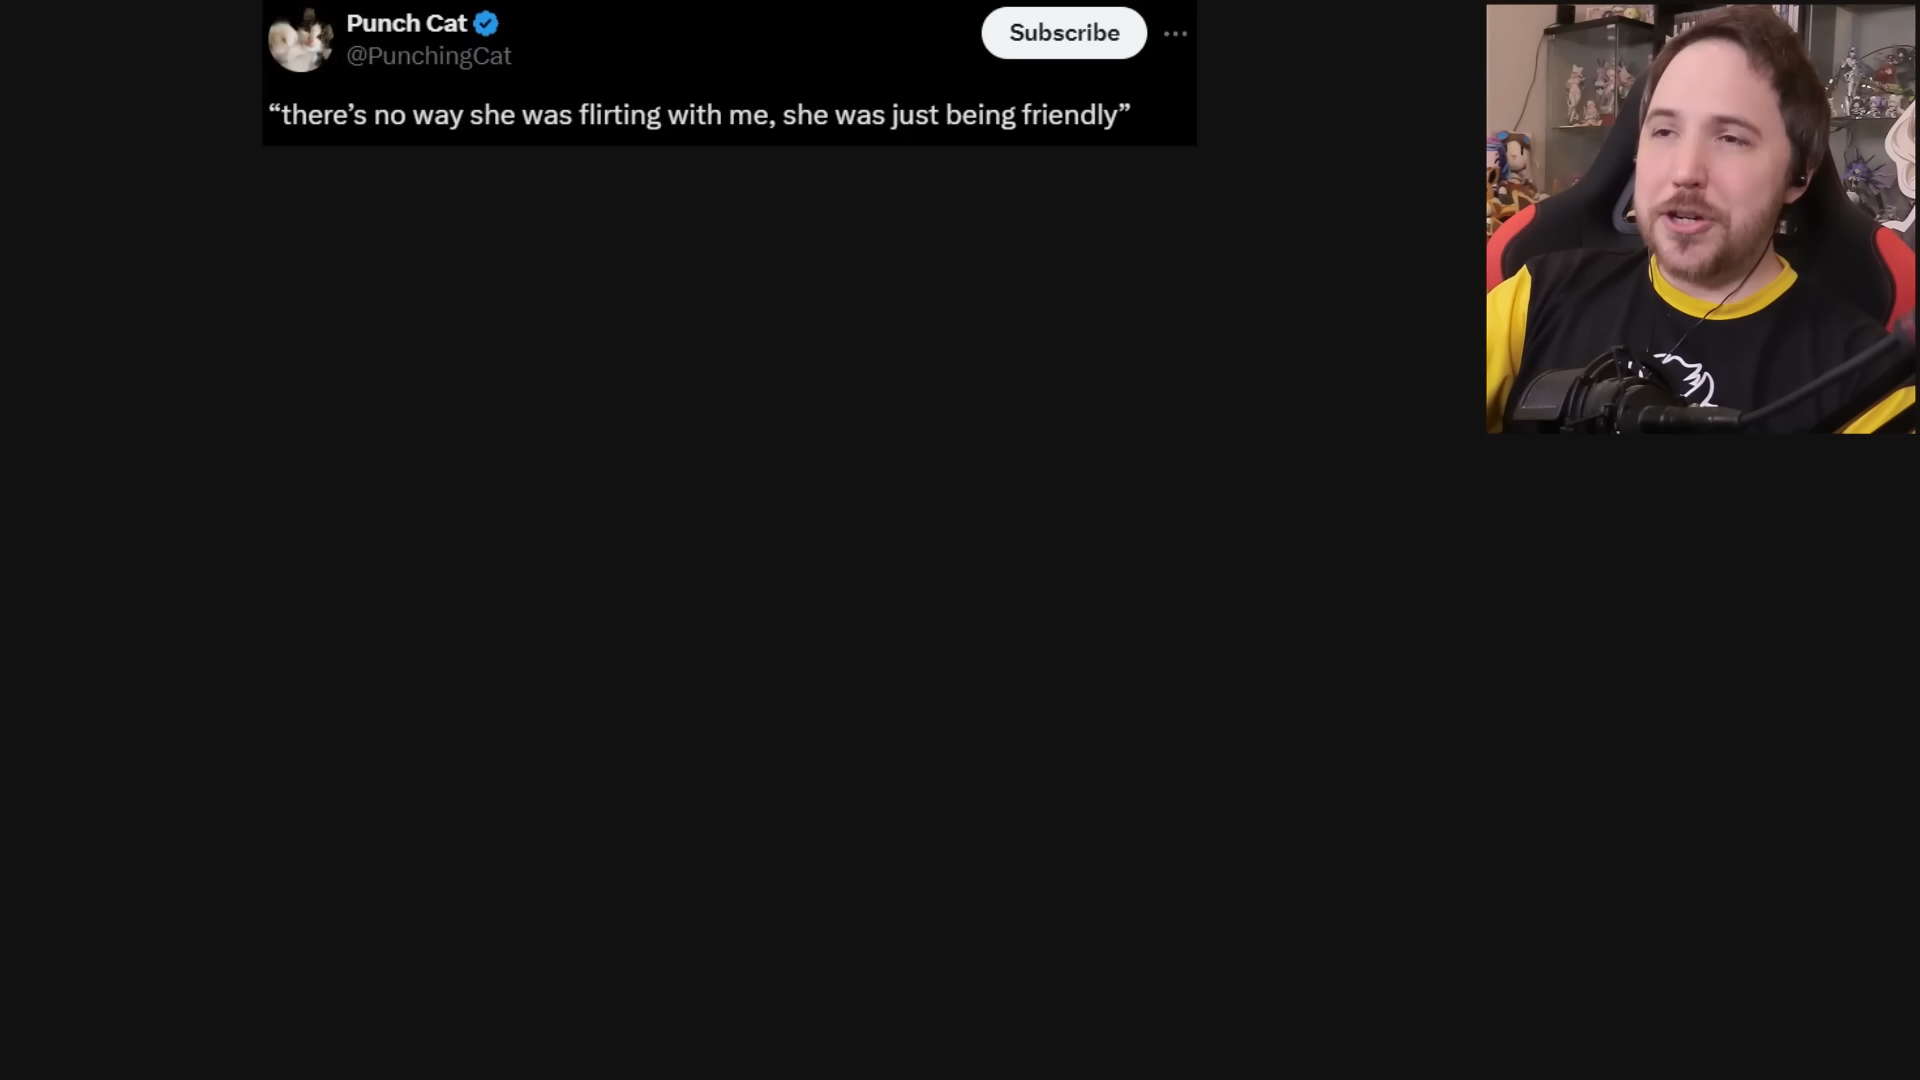 Punch Cat
Subscribe
@PunchingCat
“there’s no way she was flirting with me, she was just being friendly”